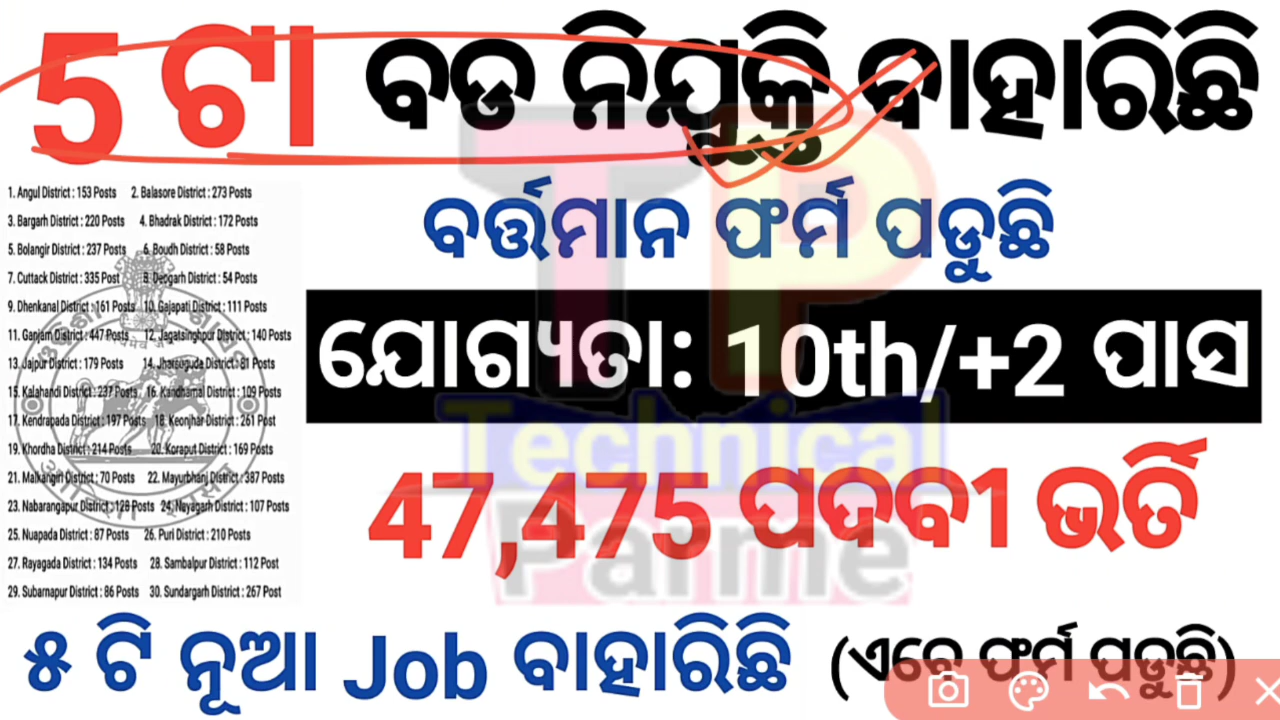 5 ଟା ବଡ ନିଯୁକ୍ତି ବାହାରିଛି
1. Angul District : 153 Posts 2. Balasore District : 273 Posts
3. Bargarh District : 220 Posts 4. Bhadrak District : 172 Posts
5. Bolangir District : 237 Posts 6. Boudh District : 58 Posts
7. Cuttack District : 335 Post 8. Deogarh District : 54 Posts
9. Dhenkanal District : 161 Posts 10. Gajapati District : 111 Posts
11. Ganjam District : 447 Posts 12. Jagatsinghpur District : 140 Posts
13. Jajpur District : 179 Posts 14. Jharsuguda District : 81 Posts
15. Kalahandi District : 237 Posts 16. Kandhamal District : 109 Posts
17. Kendrapada District : 197 Posts 18. Keonjhar District : 261 Post
19. Khordha District : 214 Posts 20. Koraput District : 169 Posts
21. Malkangiri District : 70 Posts 22. Mayurbhanj District : 387 Posts
23. Nabarangapur District : 128 Posts 24. Nayagarh District : 107 Posts
25. Nuapada District : 87 Posts 26. Puri District : 210 Posts
27. Rayagada District : 134 Posts 28. Sambalpur District : 112 Post
29. Subarnapur District : 86 Posts 30. Sundargarh District : 267 Post
ବର୍ତ୍ତମାନ ଫର୍ମ ପଡୁଛି
ଯୋଗ୍ୟତା: 10th/+2 ପାସ
TP
Technical
Parme
47,475 ପଦବୀ ଭର୍ତି
୫ ଟି ନୂଆ Job ବାହାରିଛି (ଏବେ ଫର୍ମ ପଡୁଛି)